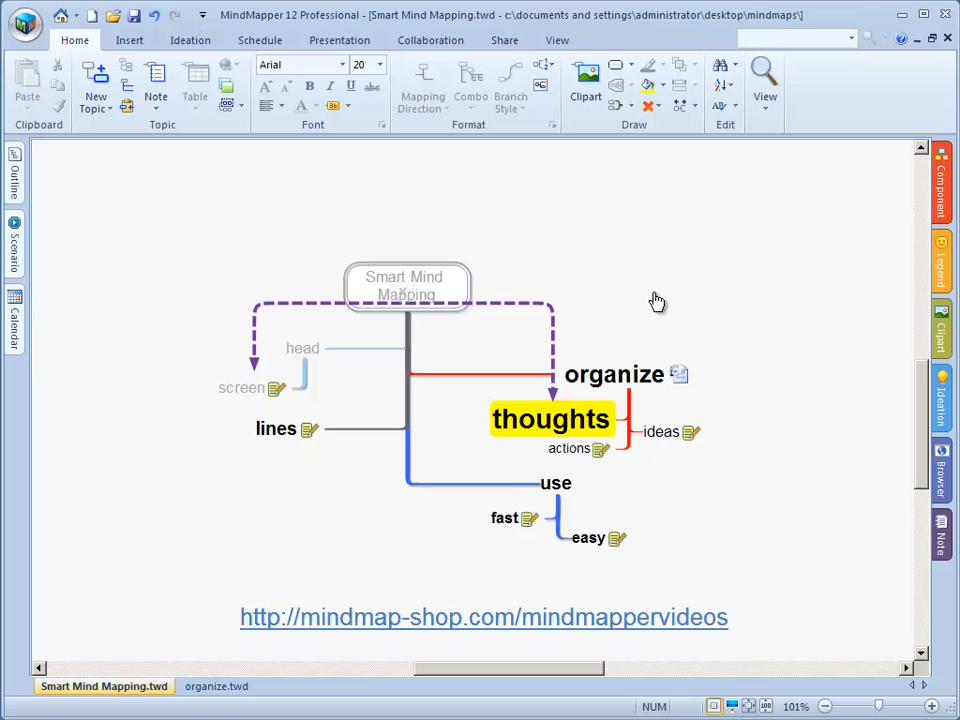 MindMapper 12 Professional - [Smart Mind Mapping.twd - c:\documents and settings\administrator\desktop\mindmaps\]
Home Insert Ideation Schedule Presentation Collaboration Share View
Arial 20
Paste New Topic Note Table B I U abc A Mapping Direction Combo Branch Style Clipart View
Clipboard Topic Font Format Draw Edit
Outline
Scenario
Calendar
Component
Legend
Clipart
Ideation
Browser
Note
Smart Mind
Mapping
head
screen
lines
organize
thoughts
ideas
actions
use
fast
easy
http://mindmap-shop.com/mindmappervideos
Smart Mind Mapping.twd organize.twd
NUM 101%